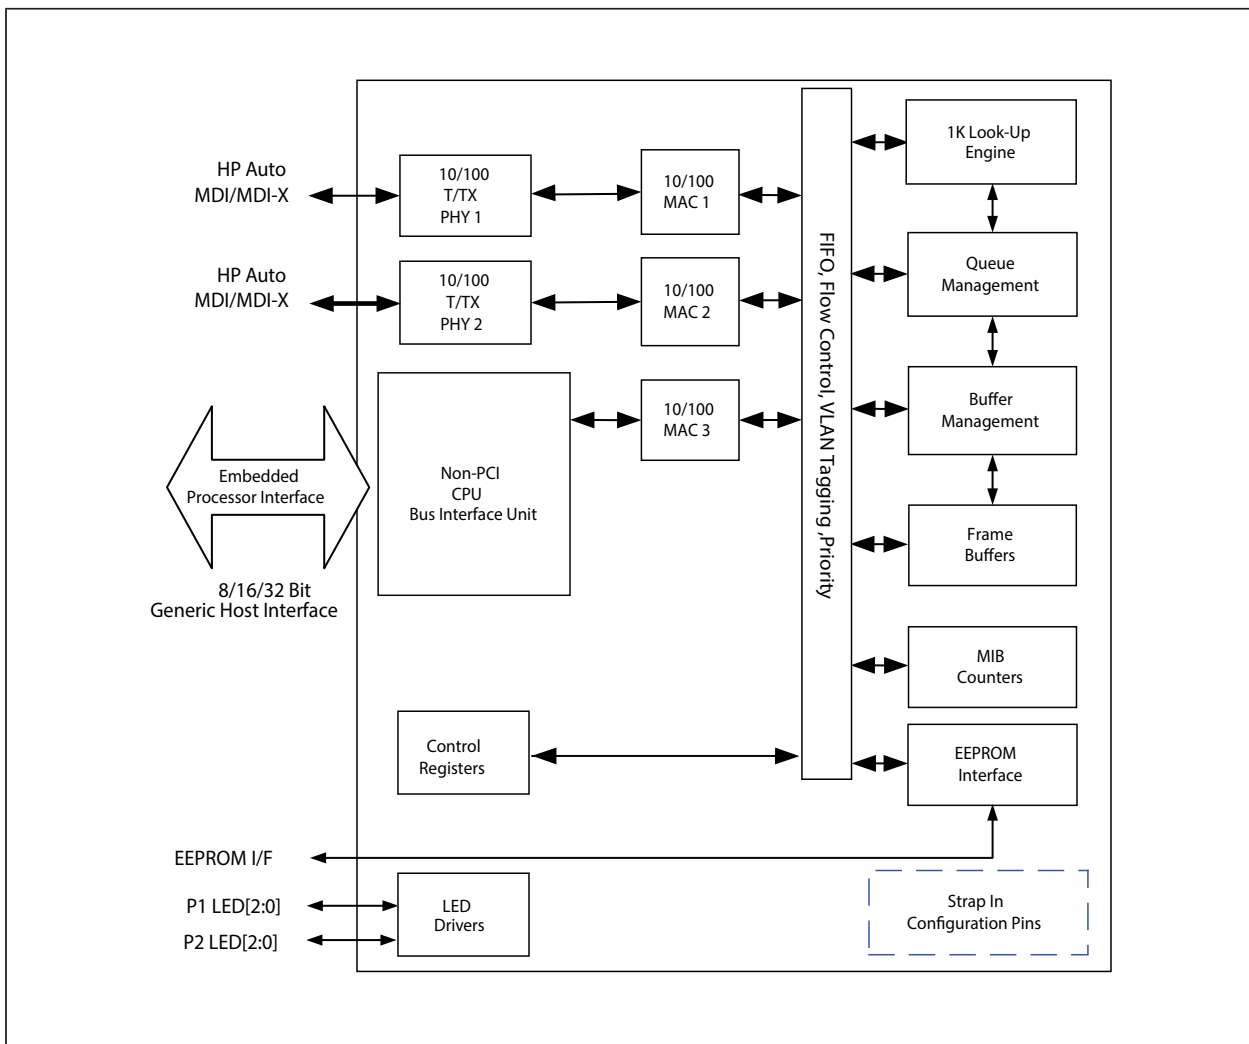 HP Auto
MDI/MDI-X
10/100
T/TX
PHY 1
10/100
MAC 1
1K Look-Up
Engine
HP Auto
MDI/MDI-X
10/100
T/TX
PHY 2
10/100
MAC 2
Queue
Management
FIFO, Flow Control, VLAN Tagging ,Priority
Embedded
Processor Interface
8/16/32 Bit
Generic Host Interface
Non-PCI
CPU
Bus Interface Unit
10/100
MAC 3
Buffer
Management
Frame
Buffers
MIB
Counters
Control
Registers
EEPROM
Interface
EEPROM I/F
P1 LED[2:0]
P2 LED[2:0]
LED
Drivers
Strap In
Configuration Pins